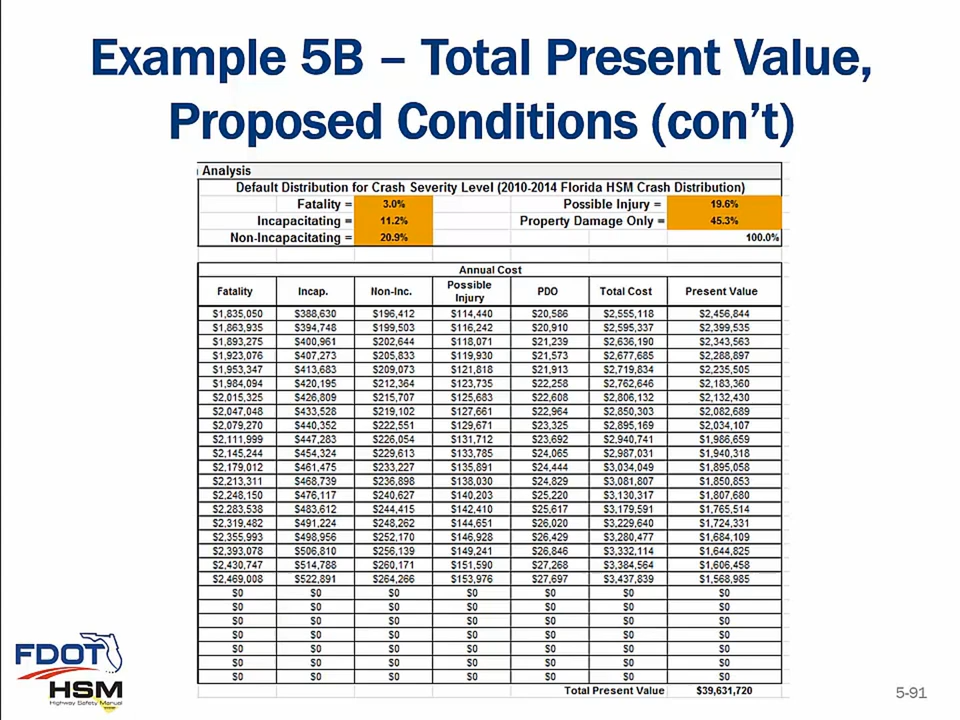 Example 5B – Total Present Value,
Proposed Conditions (con't)
Analysis
Default Distribution for Crash Severity Level (2010-2014 Florida HSM Crash Distribution)
Fatality = 3.0% Possible Injury = 19.6%
Incapacitating = 11.2% Property Damage Only = 45.3%
Non-Incapacitating = 20.9% 100.0%
Annual Cost
Fatality Incap. Non-Inc. Possible Injury PDO Total Cost Present Value
$1,835,050 $388,630 $196,412 $114,440 $20,586 $2,555,118 $2,456,844
$1,863,935 $394,748 $199,503 $116,242 $20,910 $2,595,337 $2,399,535
$1,893,275 $400,961 $202,644 $118,071 $21,239 $2,636,190 $2,343,563
$1,923,076 $407,273 $205,833 $119,930 $21,573 $2,677,685 $2,288,897
$1,953,347 $413,683 $209,073 $121,818 $21,913 $2,719,834 $2,235,505
$1,984,094 $420,195 $212,364 $123,735 $22,258 $2,762,646 $2,183,360
$2,015,325 $426,809 $215,707 $125,683 $22,608 $2,806,132 $2,132,430
$2,047,048 $433,528 $219,102 $127,661 $22,964 $2,850,303 $2,082,689
$2,079,270 $440,352 $222,551 $129,671 $23,325 $2,895,169 $2,034,107
$2,111,999 $447,283 $226,054 $131,712 $23,692 $2,940,741 $1,986,659
$2,145,244 $454,324 $229,613 $133,785 $24,065 $2,987,031 $1,940,318
$2,179,012 $461,475 $233,227 $135,891 $24,444 $3,034,049 $1,895,058
$2,213,311 $468,739 $236,898 $138,030 $24,829 $3,081,807 $1,850,853
$2,248,150 $476,117 $240,627 $140,203 $25,220 $3,130,317 $1,807,680
$2,283,538 $483,612 $244,415 $142,410 $25,617 $3,179,591 $1,765,514
$2,319,482 $491,224 $248,262 $144,651 $26,020 $3,229,640 $1,724,331
$2,355,993 $498,956 $252,170 $146,928 $26,429 $3,280,477 $1,684,109
$2,393,078 $506,810 $256,139 $149,241 $26,846 $3,332,114 $1,644,825
$2,430,747 $514,788 $260,171 $151,590 $27,268 $3,384,564 $1,606,458
$2,469,008 $522,891 $264,266 $153,976 $27,697 $3,437,839 $1,568,985
$0 $0 $0 $0 $0 $0 $0
$0 $0 $0 $0 $0 $0 $0
$0 $0 $0 $0 $0 $0 $0
$0 $0 $0 $0 $0 $0 $0
$0 $0 $0 $0 $0 $0 $0
$0 $0 $0 $0 $0 $0 $0
$0 $0 $0 $0 $0 $0 $0
Total Present Value $39,631,720
FDOT
HSM
Highway Safety Manual
5-91